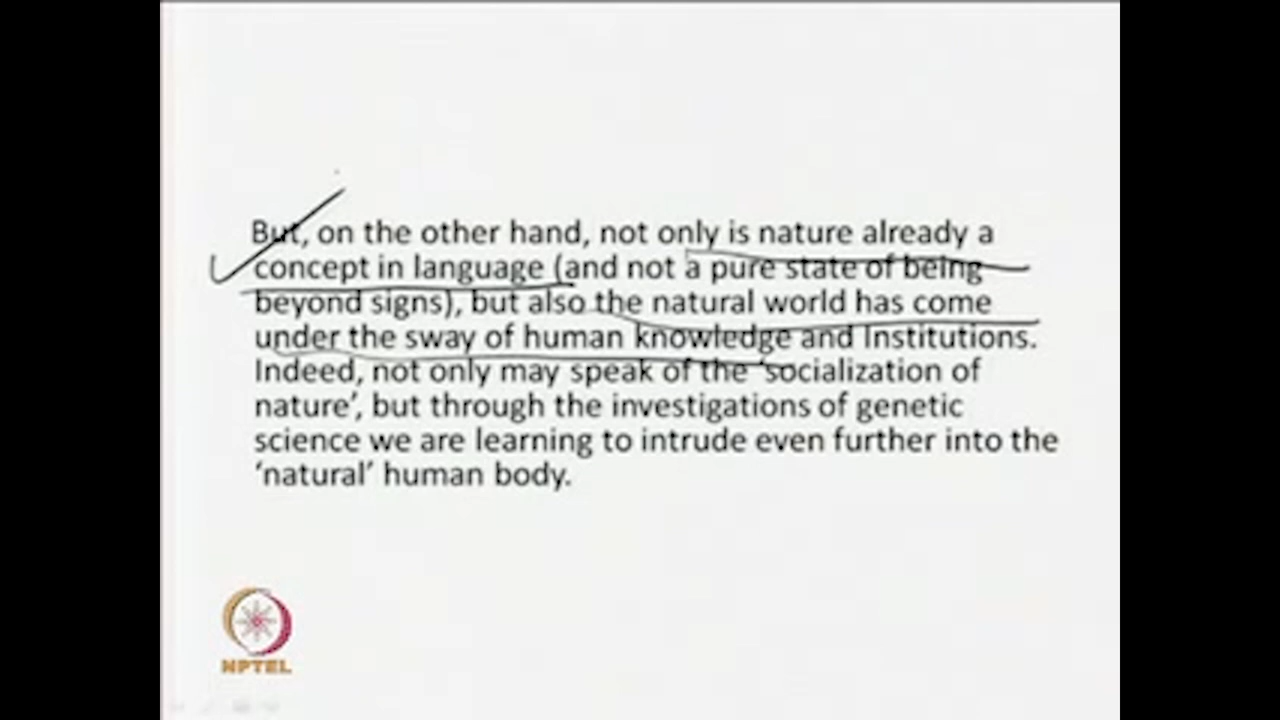 But, on the other hand, not only is nature already a
concept in language (and not a pure state of being
beyond signs), but also the natural world has come
under the sway of human knowledge and Institutions.
Indeed, not only may speak of the 'socialization of
nature', but through the investigations of genetic
science we are learning to intrude even further into the
'natural' human body.
NPTEL